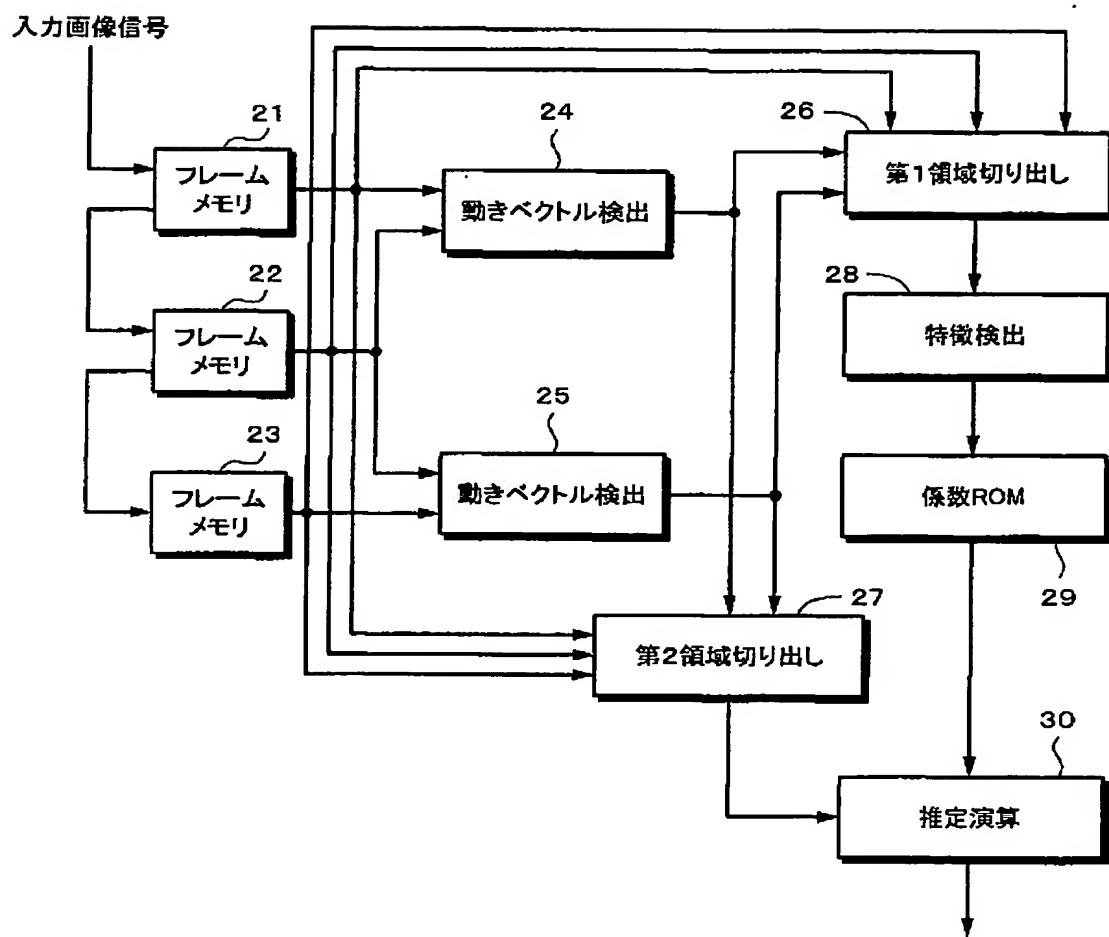 入力画像信号
21
フレーム
メモリ
22
フレーム
メモリ
23
フレーム
メモリ
24
動きベクトル検出
25
動きベクトル検出
26
第1領域切り出し
28
特徴検出
係数ROM
29
27
第2領域切り出し
30
推定演算